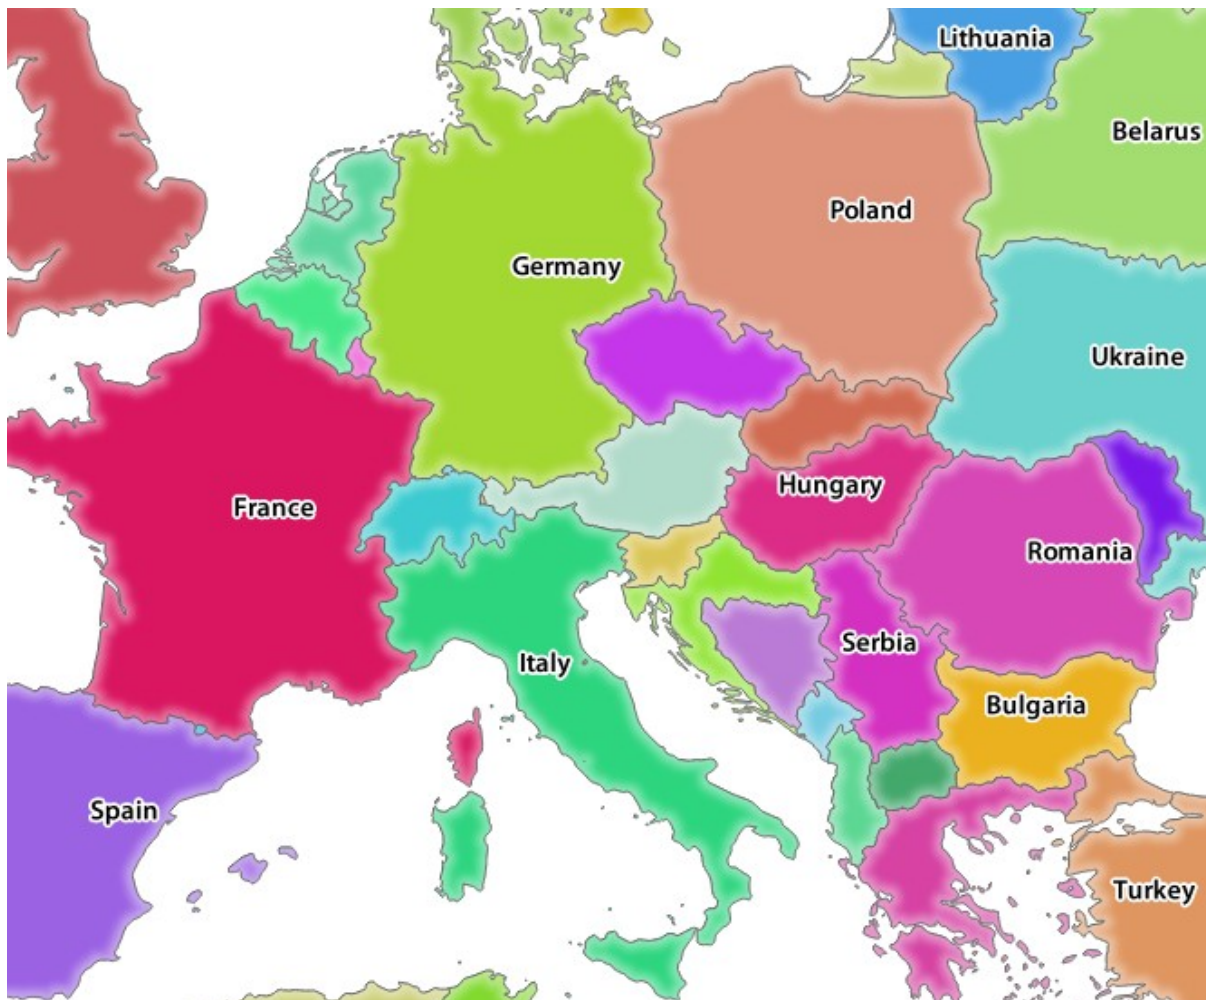 Lithuania
Belarus
Poland
Germany
Ukraine
Hungary
France
Romania
Serbia
Italy
Bulgaria
Spain
Turkey